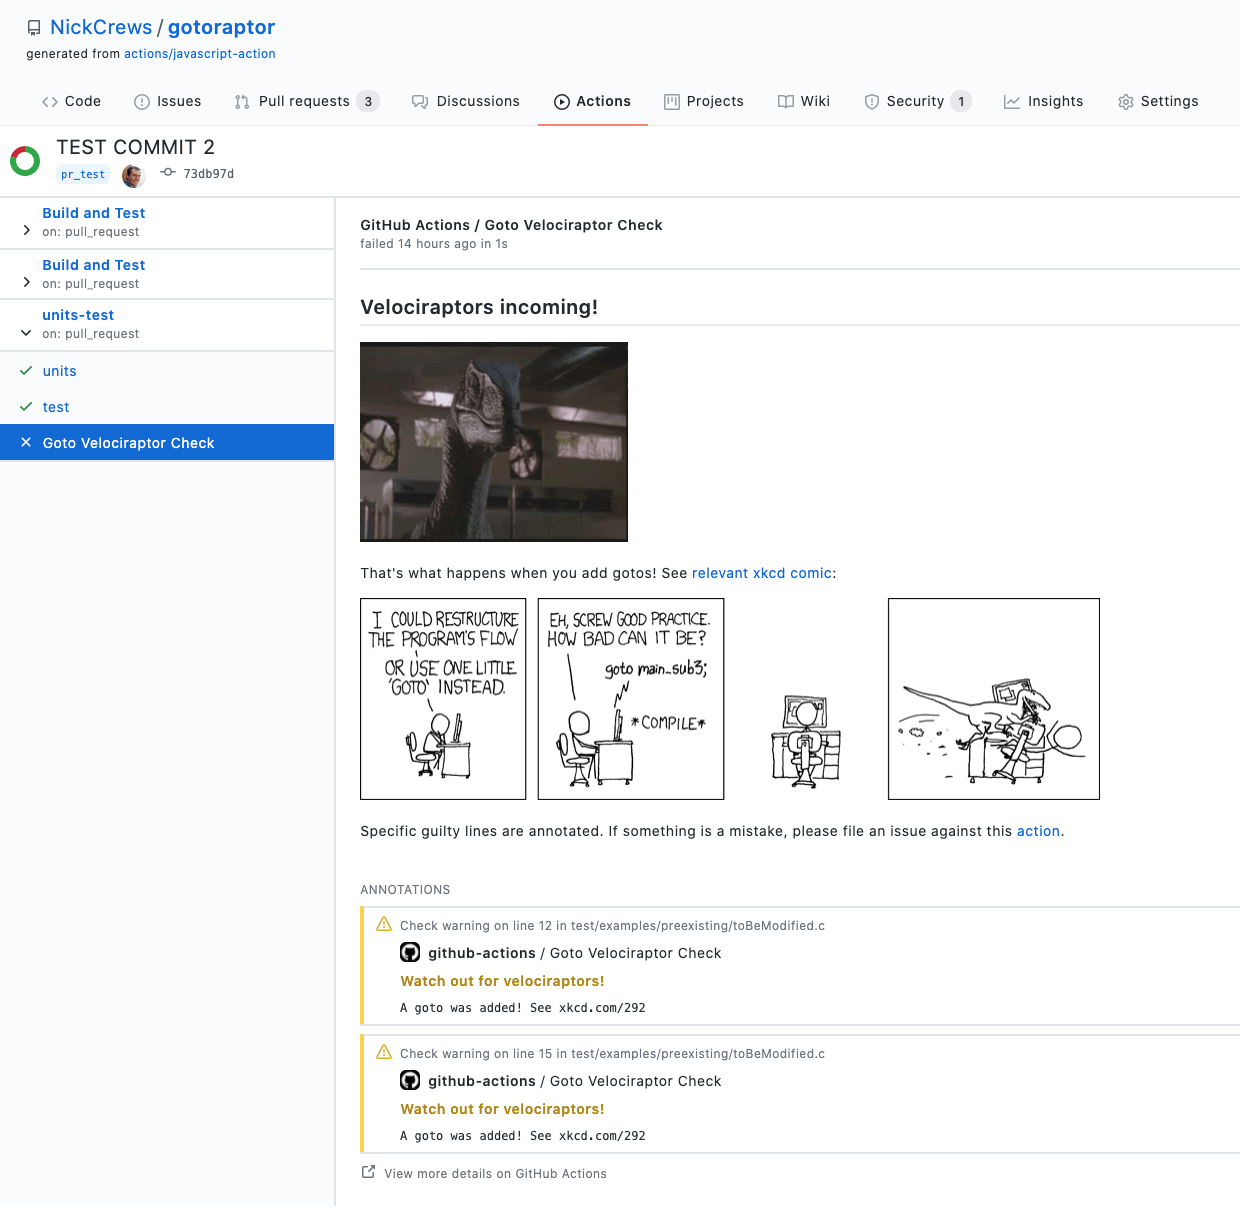 NickCrews / gotoraptor
generated from actions/javascript-action
Code Issues Pull requests 3 Discussions Actions Projects Wiki Security 1 Insights Settings
TEST COMMIT 2
pr_test 73db97d
Build and Test
on: pull_request
Build and Test
on: pull_request
units-test
on: pull_request
units
test
Goto Velociraptor Check
GitHub Actions / Goto Velociraptor Check
failed 14 hours ago in 1s
Velociraptors incoming!
That's what happens when you add gotos! See relevant xkcd comic:
I COULD RESTRUCTURE
THE PROGRAM'S FLOW
OR USE ONE LITTLE
'GOTO' INSTEAD.
EH, SCREW GOOD PRACTICE.
HOW BAD CAN IT BE?
goto main_sub3;
*COMPILE*
Specific guilty lines are annotated. If something is a mistake, please file an issue against this action.
ANNOTATIONS
Check warning on line 12 in test/examples/preexisting/toBeModified.c
github-actions / Goto Velociraptor Check
Watch out for velociraptors!
A goto was added! See xkcd.com/292
Check warning on line 15 in test/examples/preexisting/toBeModified.c
github-actions / Goto Velociraptor Check
Watch out for velociraptors!
A goto was added! See xkcd.com/292
View more details on GitHub Actions